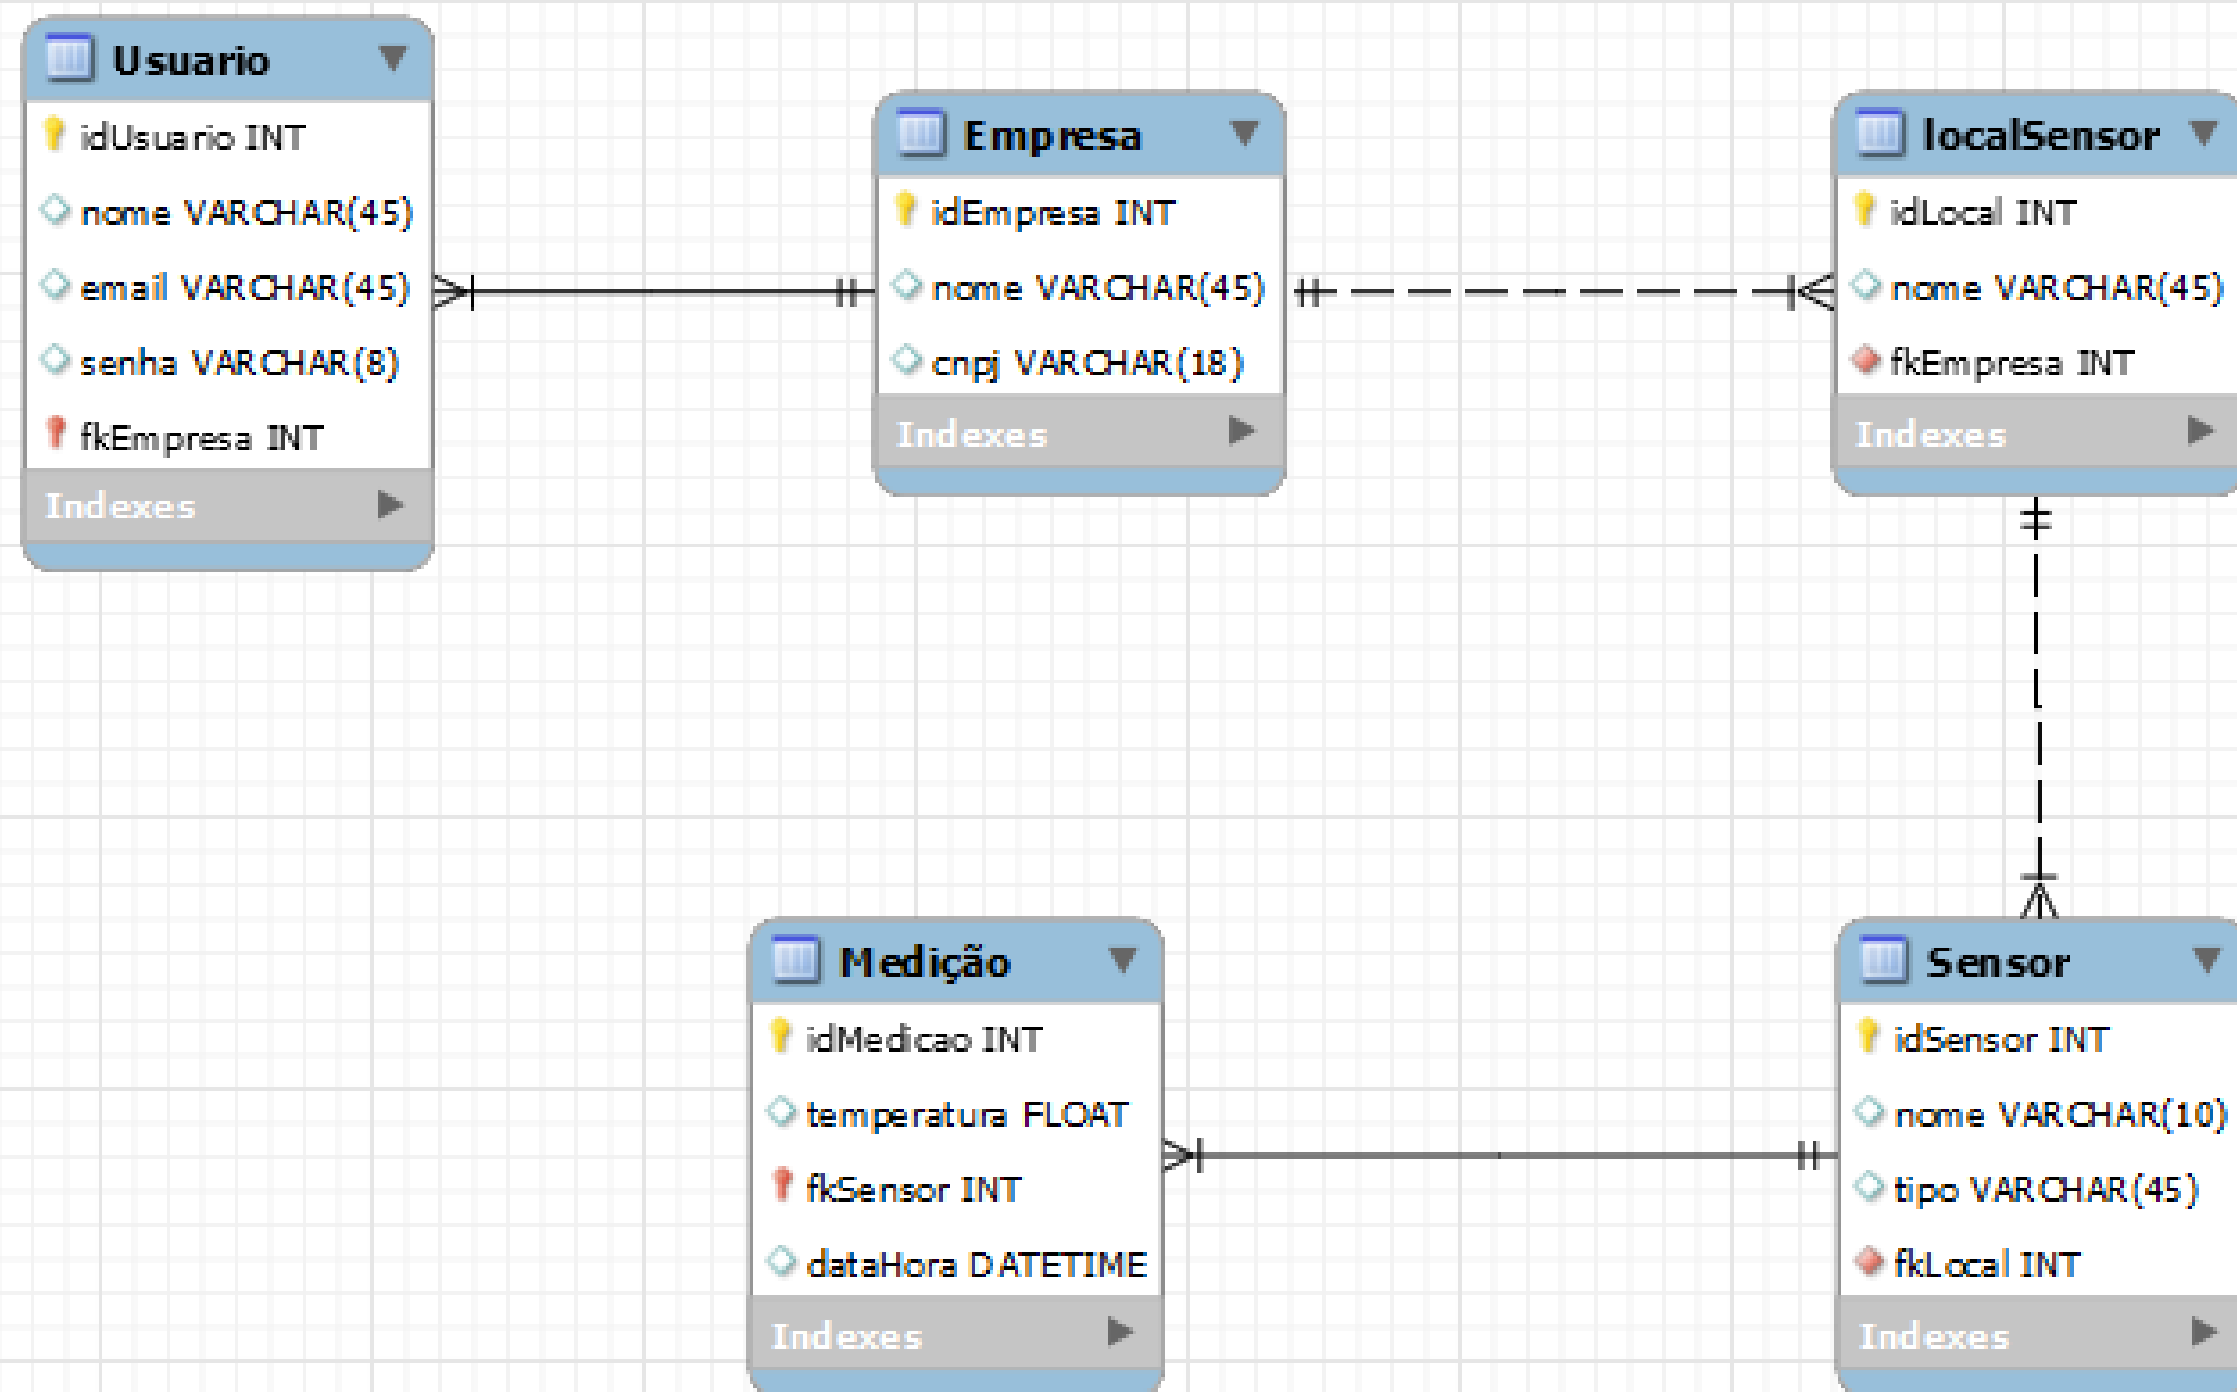 Usuario
idUsuario INT
nome VARCHAR(45)
email VARCHAR(45)
senha VARCHAR(8)
fkEmpresa INT
Indexes
Empresa
idEmpresa INT
nome VARCHAR(45)
cnpj VARCHAR(18)
Indexes
localSensor
idLocal INT
nome VARCHAR(45)
fkEmpresa INT
Indexes
Medição
idMedicao INT
temperatura FLOAT
fkSensor INT
dataHora DATETIME
Indexes
Sensor
idSensor INT
nome VARCHAR(10)
tipo VARCHAR(45)
fkLocal INT
Indexes